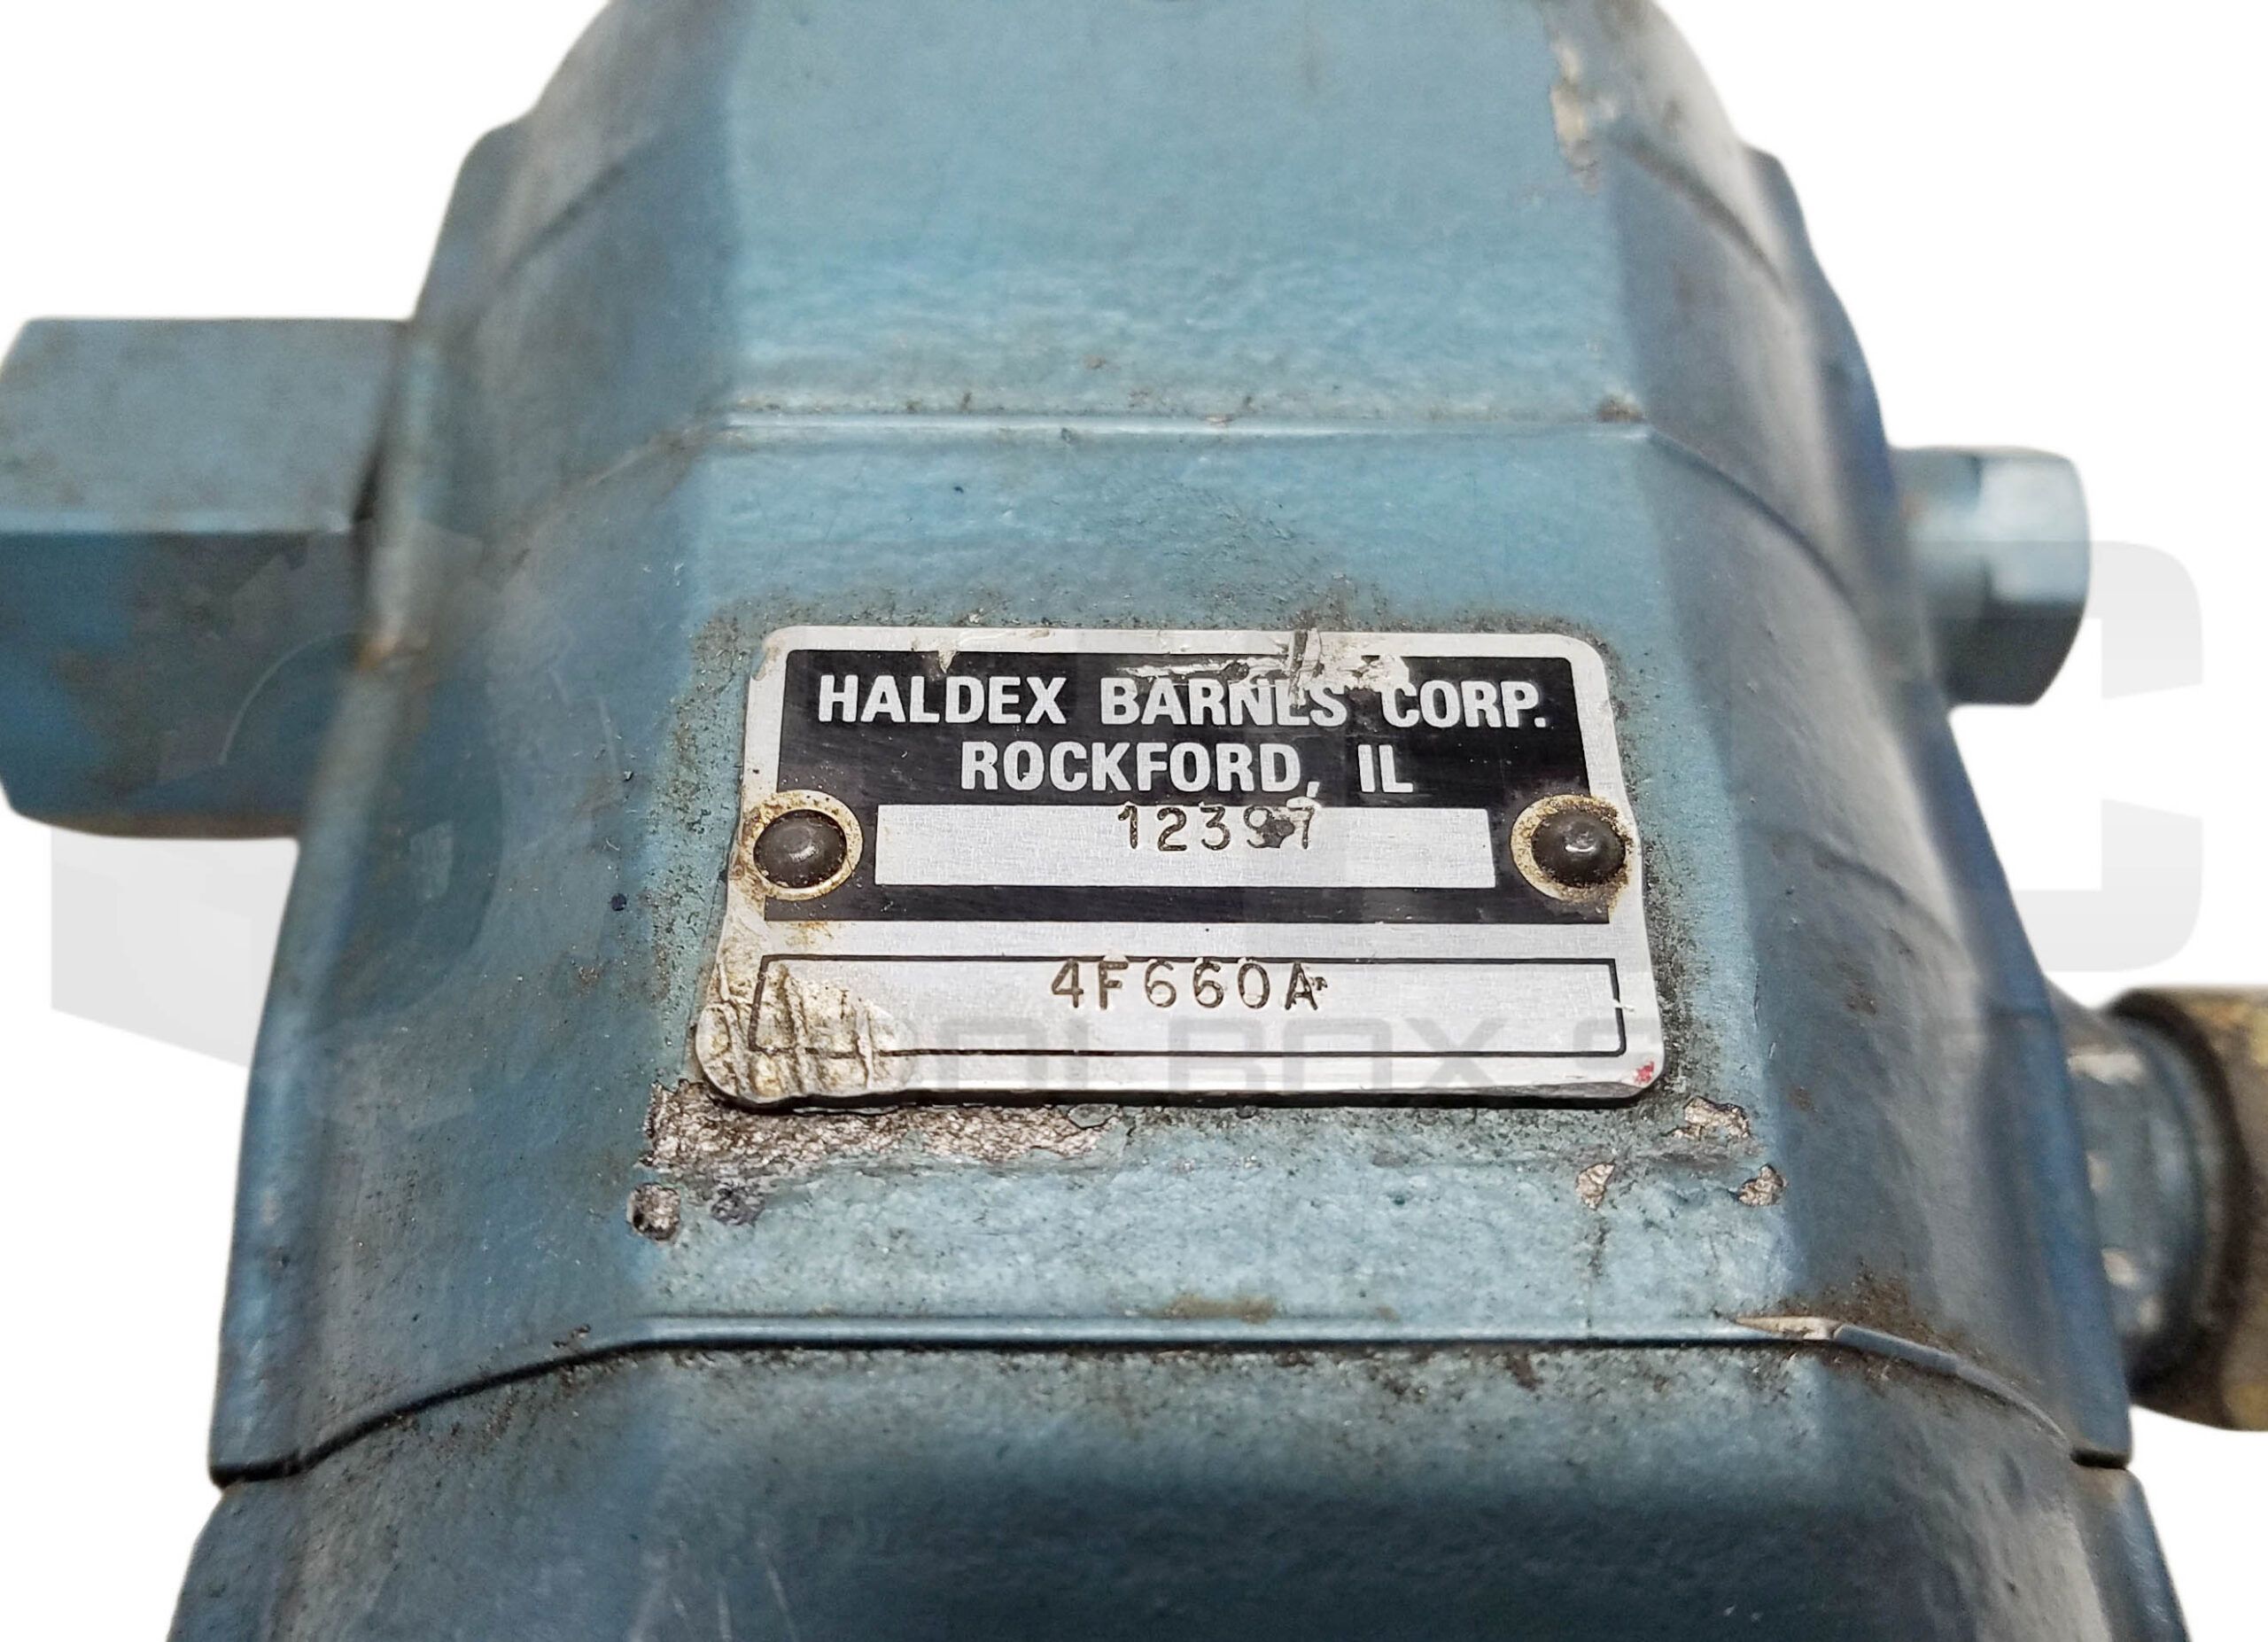 HALDEX BARNES CORP.
ROCKFORD, IL
12397
4F660A